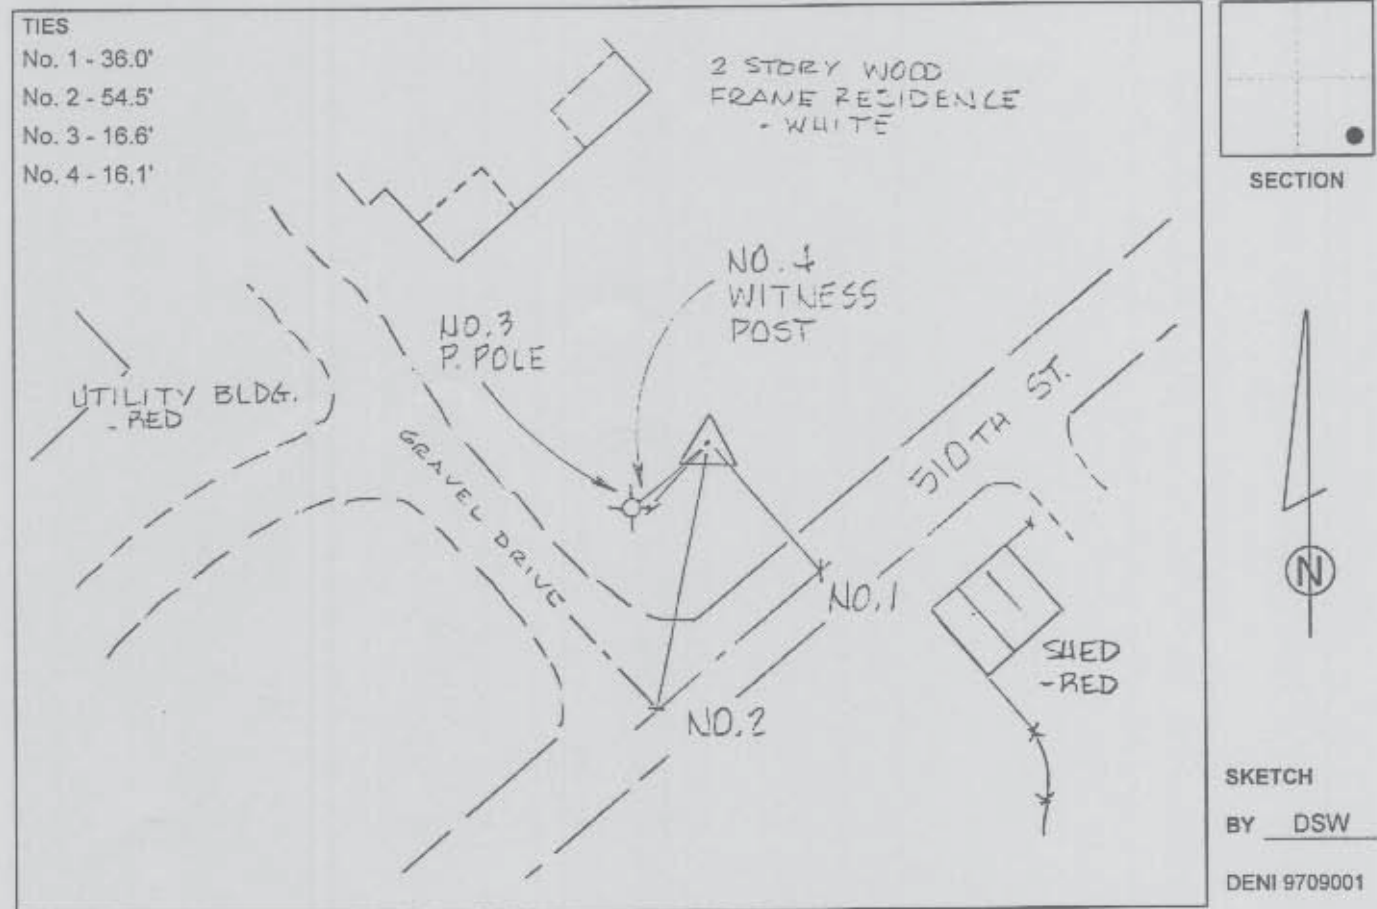 TIES
No. 1 - 36.0'
No. 2 - 54.5'
No. 3 - 16.6'
No. 4 - 16.1'
2 STORY WOOD
FRAME RESIDENCE
- WHITE
SECTION
NO. 4
WITNESS
POST
NO. 3
P. POLE
UTILITY BLDG.
- RED
GRAVEL DRIVE
510TH ST.
NO. 1
SHED
- RED
NO. 2
N
SKETCH
BY DSW
DENI 9709001